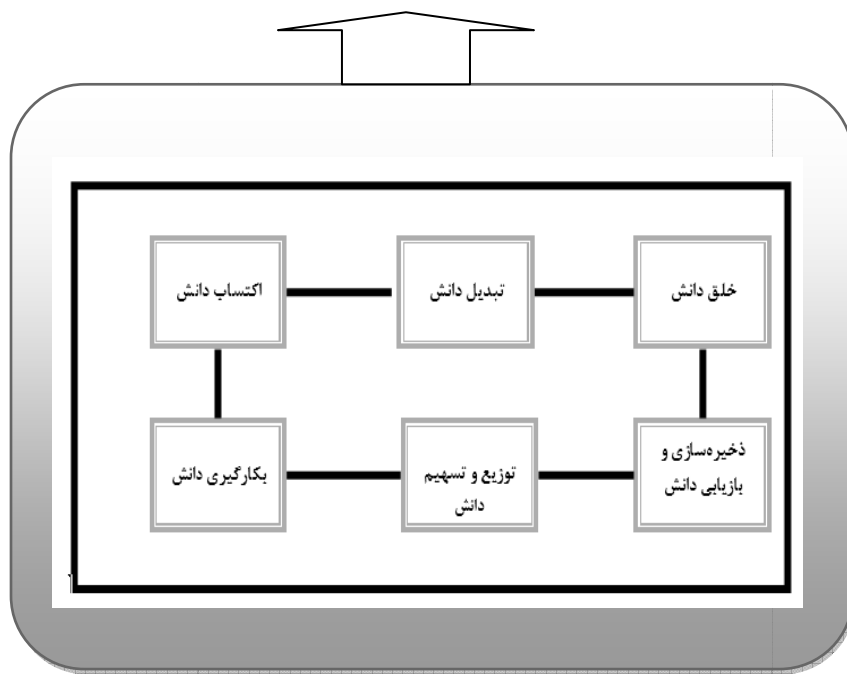 خلق دانش
تبدیل دانش
اکتساب دانش
ذخیره‌سازی و
بازیابی دانش
توزیع و تسهیم
دانش
بکارگیری دانش